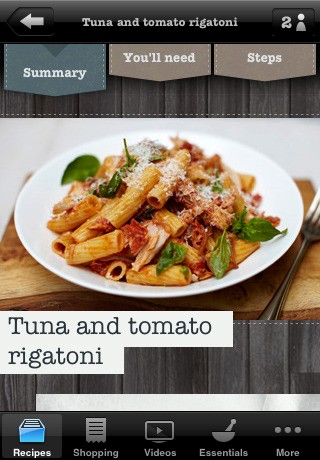 Tuna and tomato rigatoni
2
Summary
You'll need
Steps
Tuna and tomato
rigatoni
Recipes
Shopping
Videos
Essentials
More